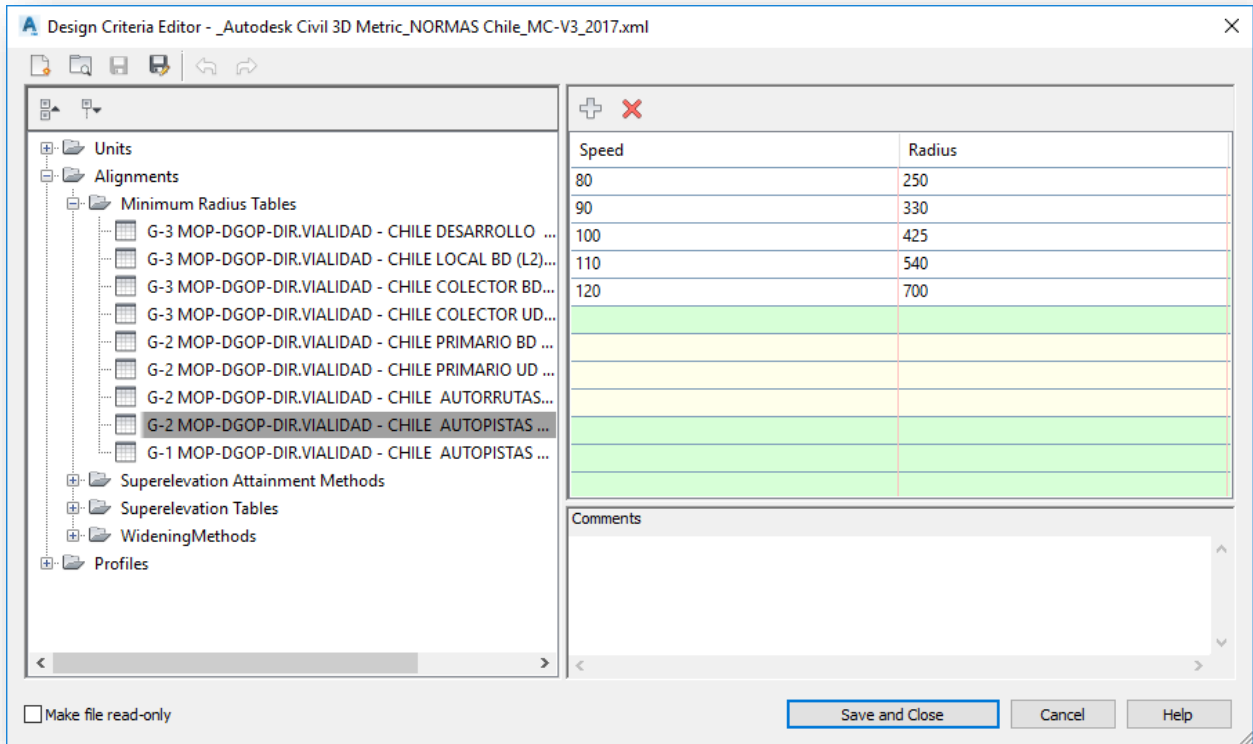 Design Criteria Editor - _Autodesk Civil 3D Metric_NORMAS Chile_MC-V3_2017.xml
Units
Alignments
Minimum Radius Tables
G-3 MOP-DGOP-DIR.VIALIDAD - CHILE DESARROLLO ...
G-3 MOP-DGOP-DIR.VIALIDAD - CHILE LOCAL BD (L2)...
G-3 MOP-DGOP-DIR.VIALIDAD - CHILE COLECTOR BD...
G-3 MOP-DGOP-DIR.VIALIDAD - CHILE COLECTOR UD...
G-2 MOP-DGOP-DIR.VIALIDAD - CHILE PRIMARIO BD ...
G-2 MOP-DGOP-DIR.VIALIDAD - CHILE PRIMARIO UD ...
G-2 MOP-DGOP-DIR.VIALIDAD - CHILE  AUTORRUTAS...
G-2 MOP-DGOP-DIR.VIALIDAD - CHILE  AUTOPISTAS ...
G-1 MOP-DGOP-DIR.VIALIDAD - CHILE  AUTOPISTAS ...
Superelevation Attainment Methods
Superelevation Tables
WideningMethods
Profiles
Speed Radius
80 250
90 330
100 425
110 540
120 700
Comments
Make file read-only
Save and Close
Cancel
Help